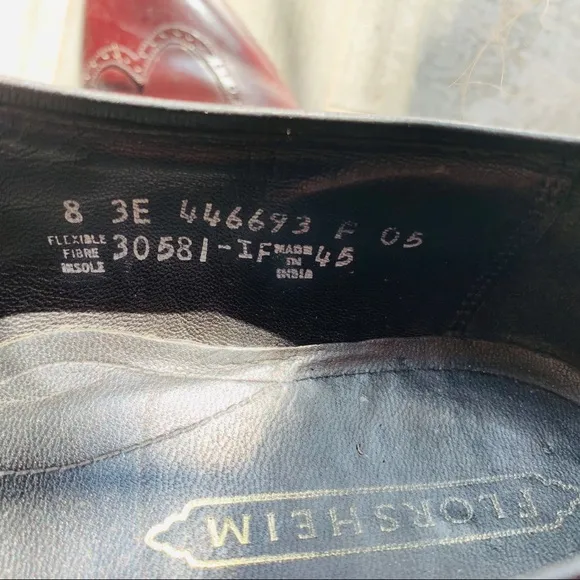 8 3E 446693 F 05
FLEXIBLE FIBRE INSOLE 30581-IF MADE IN INDIA 45
FLORSHEIM